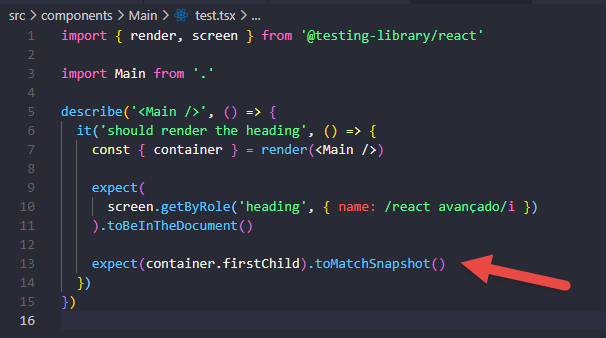 src > components > Main > test.tsx > ...
1 import { render, screen } from '@testing-library/react'
2
3 import Main from '.'
4
5 describe('<Main />', () => {
6 it('should render the heading', () => {
7 const { container } = render(<Main />)
8
9 expect(
10 screen.getByRole('heading', { name: /react avançado/i })
11 ).toBeInTheDocument()
12
13 expect(container.firstChild).toMatchSnapshot()
14 })
15 })
16